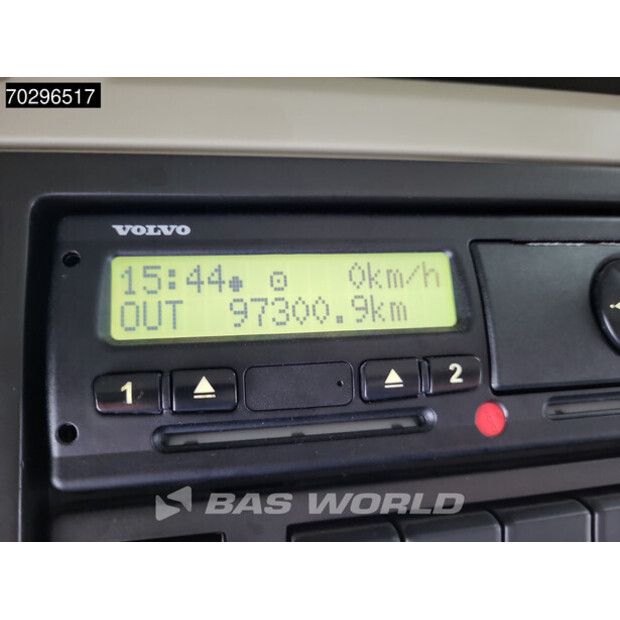 70296517
VOLVO
15:44 0km/h
OUT 97300.9km
1 2
BAS WORLD